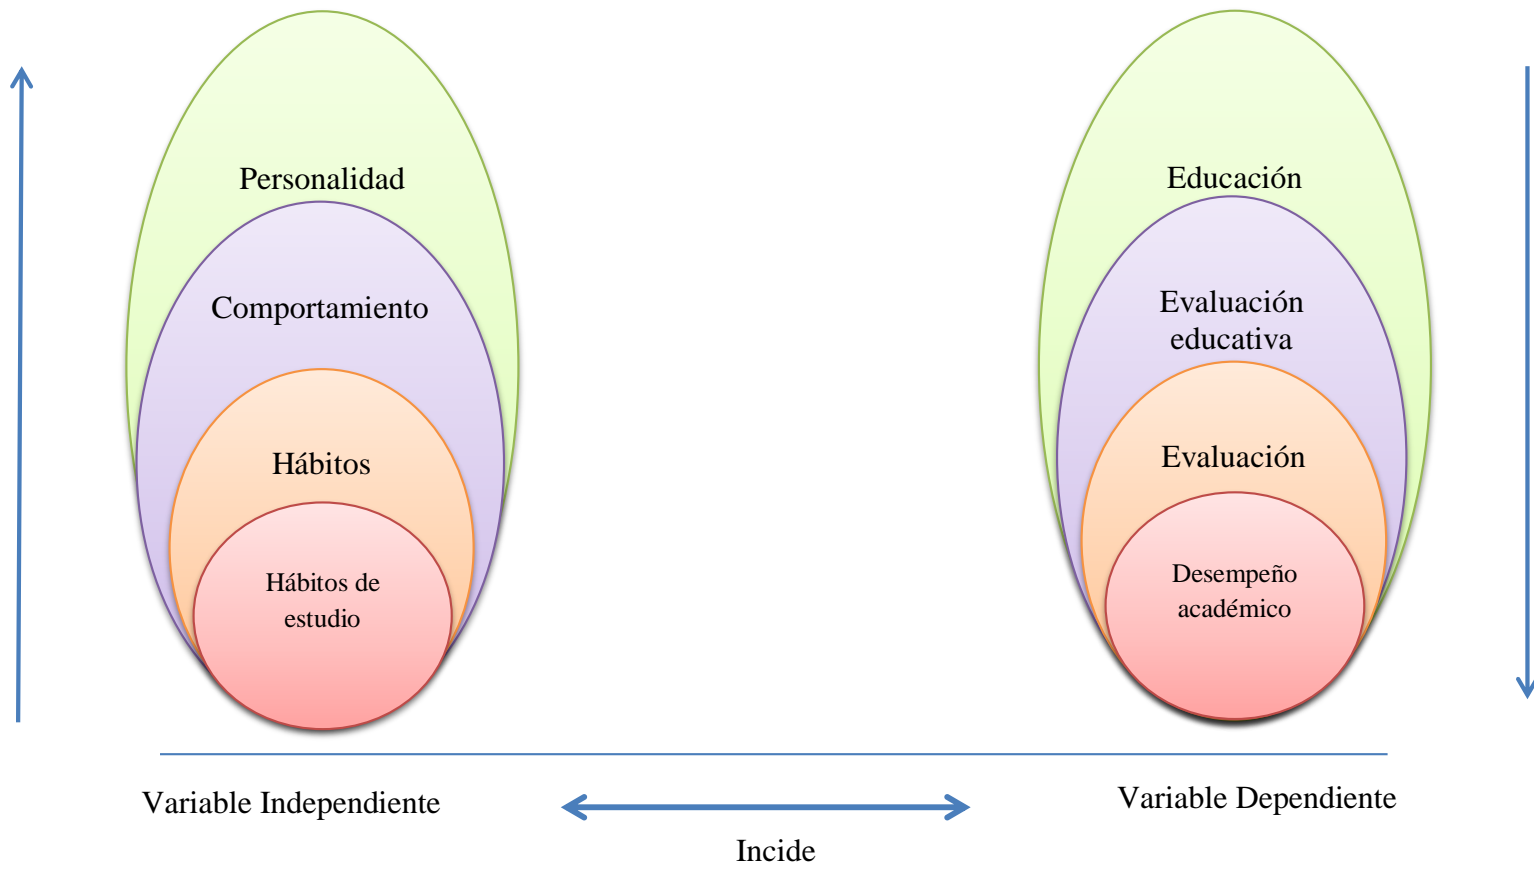 Personalidad
Comportamiento
Hábitos
Hábitos de
estudio
Educación
Evaluación
educativa
Evaluación
Desempeño
académico
Variable Independiente
Incide
Variable Dependiente